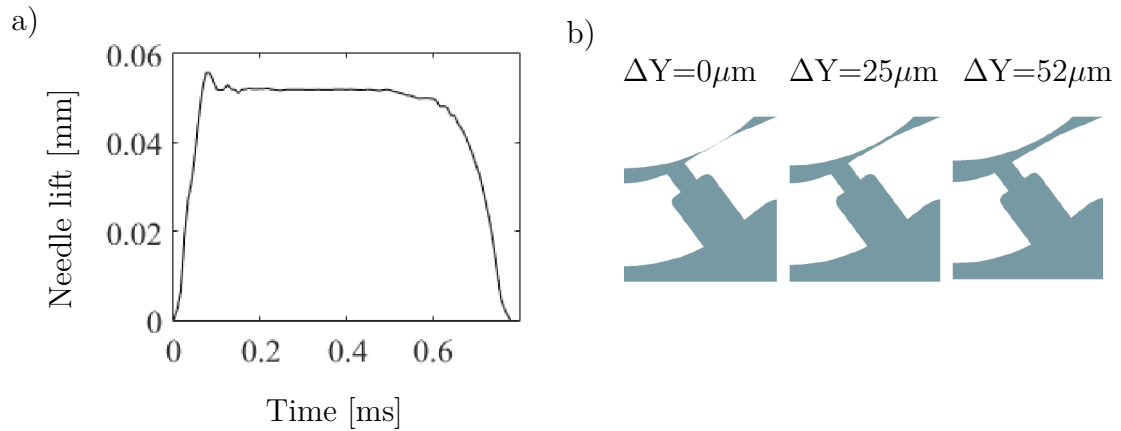 a)
Needle lift [mm]
0.06
0.04
0.02
0
0 0.2 0.4 0.6
Time [ms]
b)
ΔY=0μm ΔY=25μm ΔY=52μm